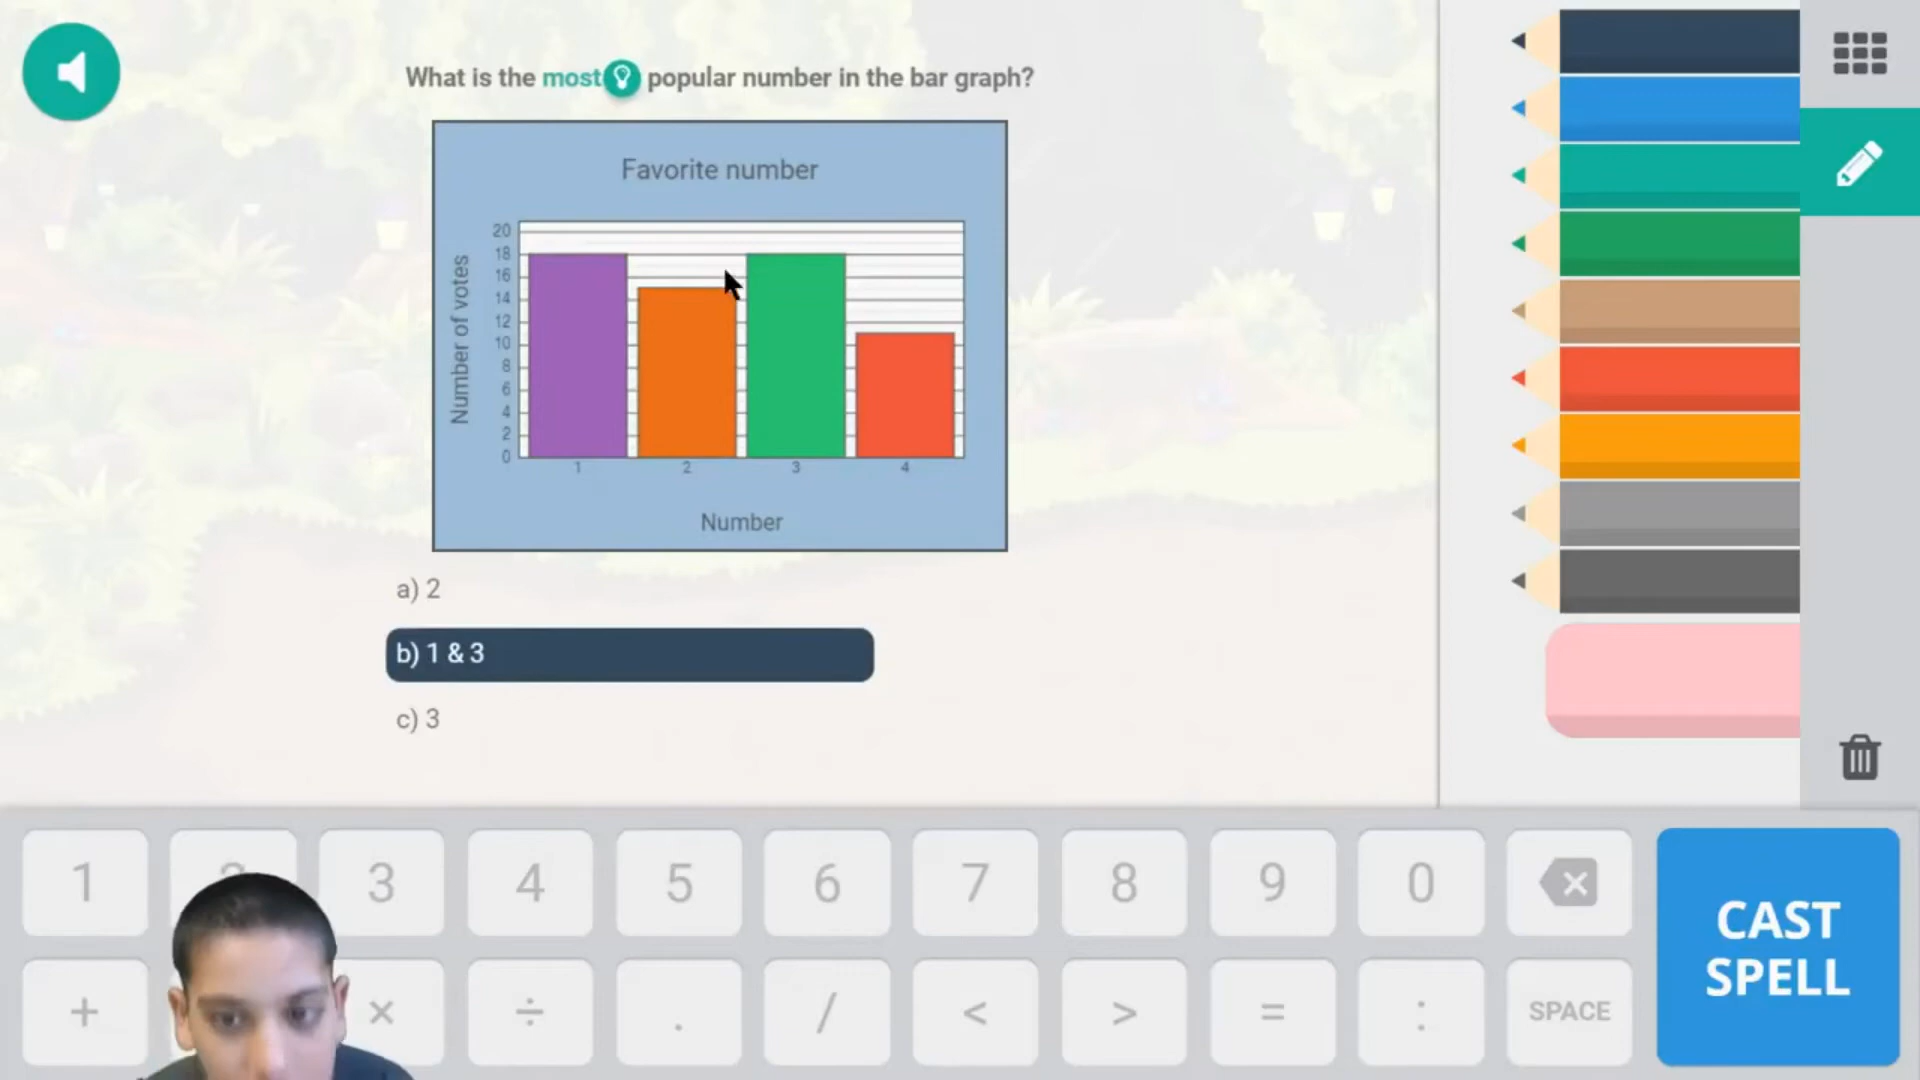 What is the most popular number in the bar graph?
Favorite number
Number of votes
20
18
16
14
12
10
8
6
4
2
0
1 2 3 4
Number
a) 2
b) 1 & 3
c) 3
1 3 4 5 6 7 8 9 0
+ × ÷ . / < > = : SPACE
CAST
SPELL